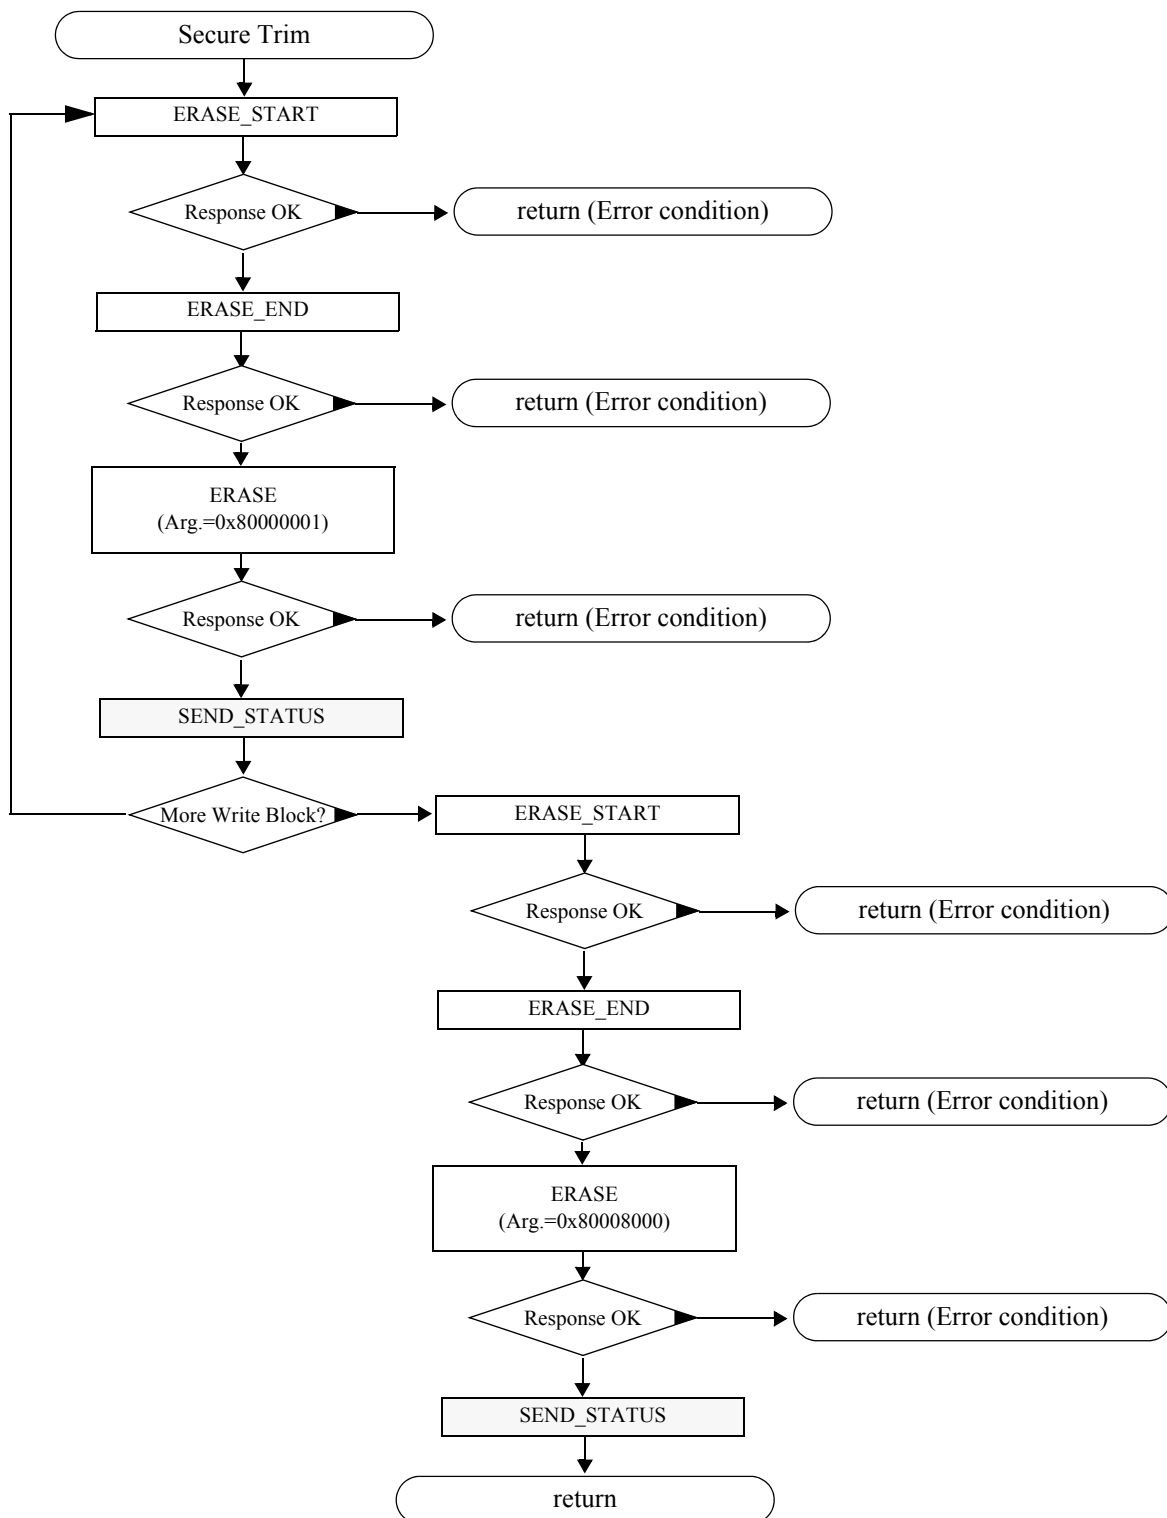 Secure Trim
ERASE_START
Response OK
return (Error condition)
ERASE_END
Response OK
return (Error condition)
ERASE
(Arg.=0x80000001)
Response OK
return (Error condition)
SEND_STATUS
More Write Block?
ERASE_START
Response OK
return (Error condition)
ERASE_END
Response OK
return (Error condition)
ERASE
(Arg.=0x80008000)
Response OK
return (Error condition)
SEND_STATUS
return